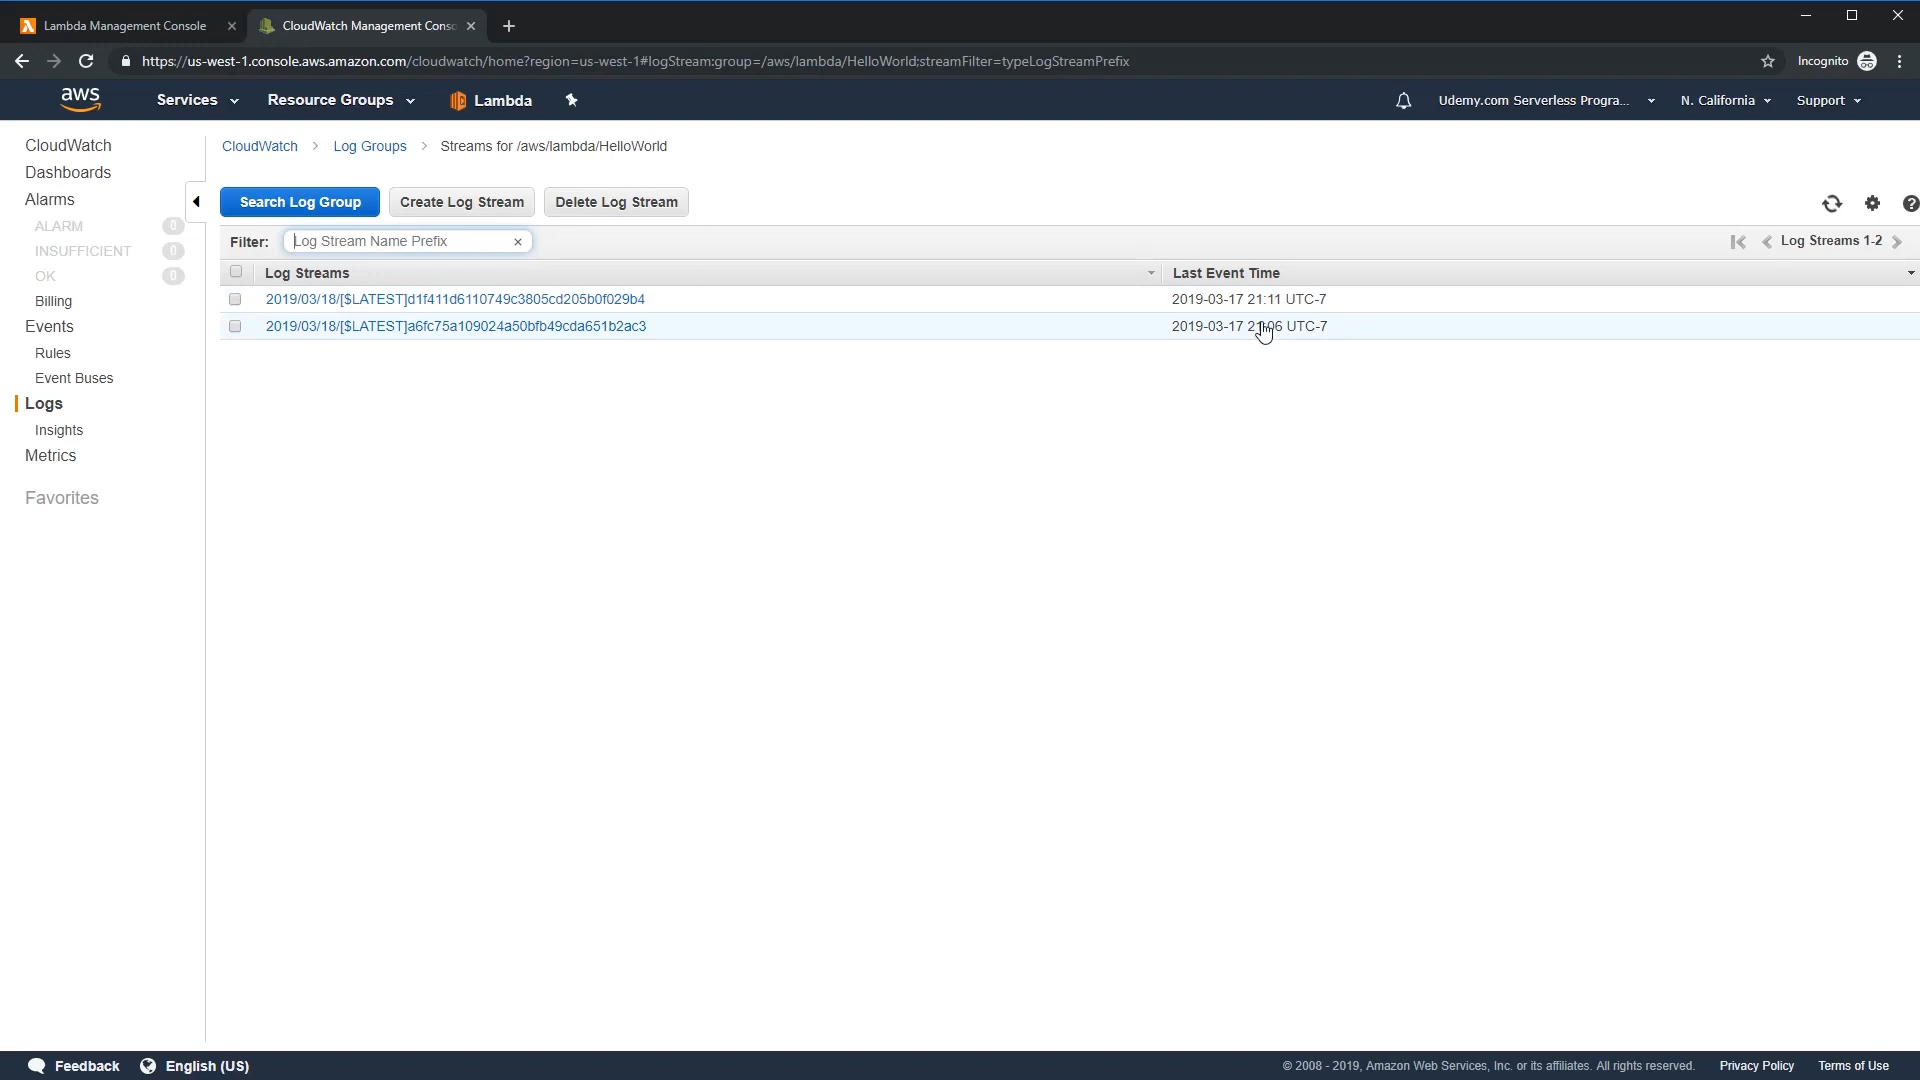 Lambda Management Console
CloudWatch Management Conso
https://us-west-1.console.aws.amazon.com/cloudwatch/home?region=us-west-1#logStream:group=/aws/lambda/HelloWorld;streamFilter=typeLogStreamPrefix
Incognito
aws
Services
Resource Groups
Lambda
Udemy.com Serverless Progra...
N. California
Support
CloudWatch
Dashboards
Alarms
ALARM 0
INSUFFICIENT 0
OK 0
Billing
Events
Rules
Event Buses
Logs
Insights
Metrics
Favorites
CloudWatch > Log Groups > Streams for /aws/lambda/HelloWorld
Search Log Group
Create Log Stream
Delete Log Stream
Filter: Log Stream Name Prefix
Log Streams 1-2
Log Streams
Last Event Time
2019/03/18/[$LATEST]d1f411d6110749c3805cd205b0f029b4
2019-03-17 21:11 UTC-7
2019/03/18/[$LATEST]a6fc75a109024a50bfb49cda651b2ac3
2019-03-17 21:06 UTC-7
Feedback
English (US)
© 2008 - 2019, Amazon Web Services, Inc. or its affiliates. All rights reserved.
Privacy Policy
Terms of Use